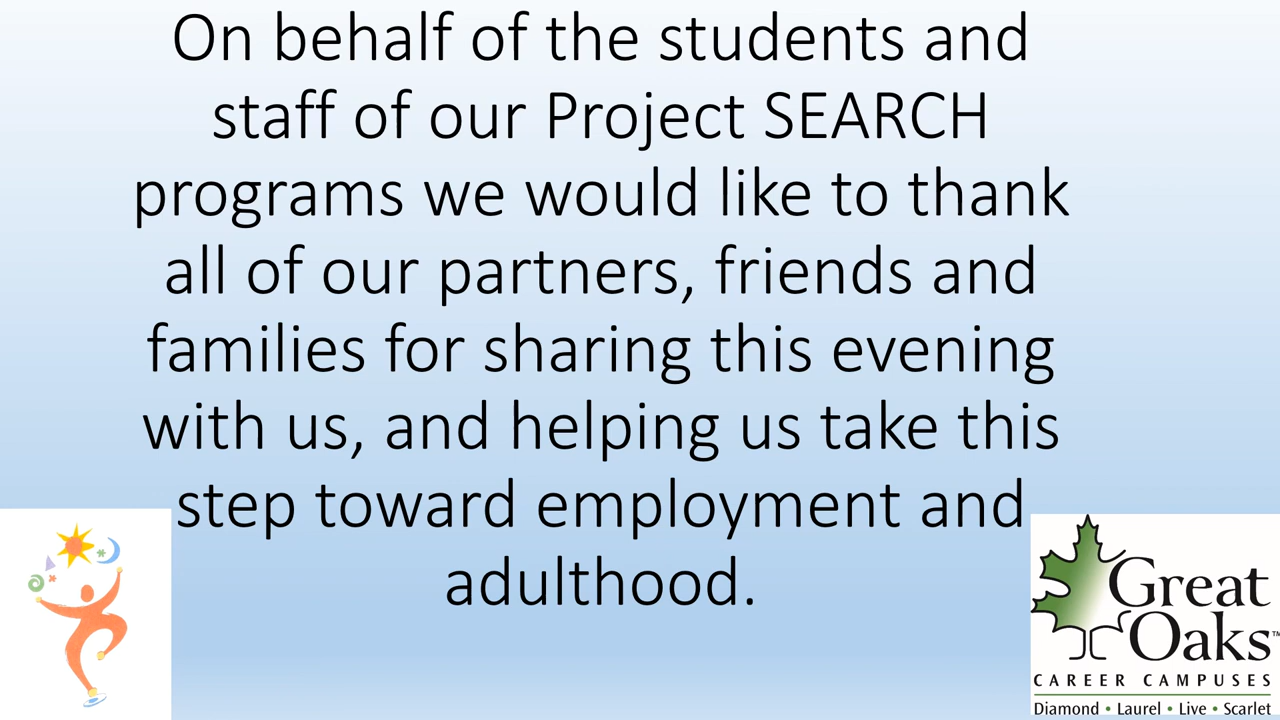 On behalf of the students and
staff of our Project SEARCH
programs we would like to thank
all of our partners, friends and
families for sharing this evening
with us, and helping us take this
step toward employment and
adulthood.
Great
Oaks™
CAREER CAMPUSES
Diamond • Laurel • Live • Scarlet